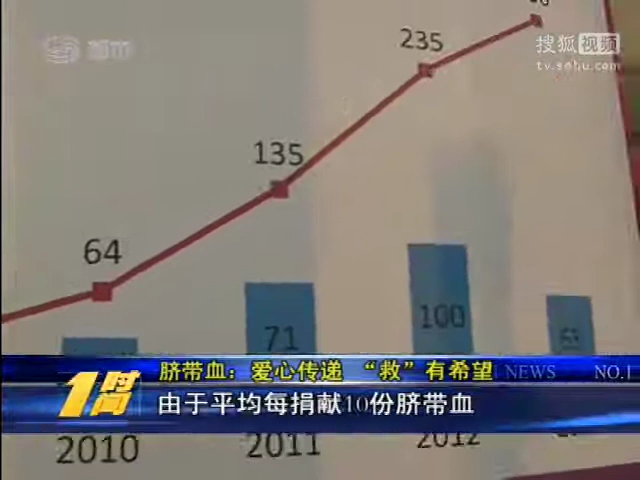 都市
搜狐视频
tv.sohu.com
235
135
64
71
100
脐带血：爱心传递 “救”有希望
NEWS
NO.1
1时间
由于平均每捐献10份脐带血
2010
2011
2012